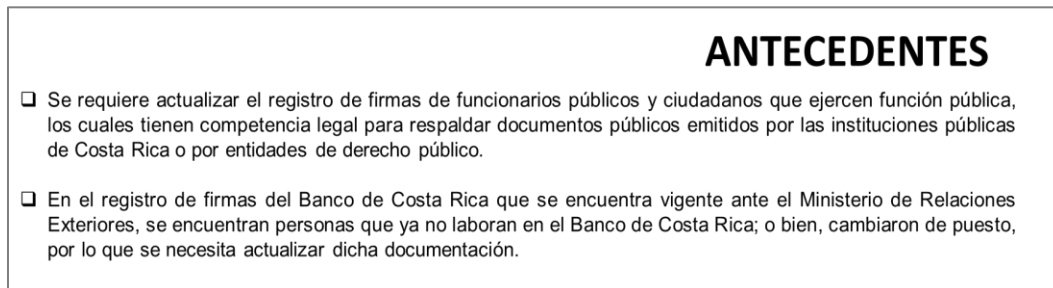 ANTECEDENTES
❑ Se requiere actualizar el registro de firmas de funcionarios públicos y ciudadanos que ejercen función pública,
los cuales tienen competencia legal para respaldar documentos públicos emitidos por las instituciones públicas
de Costa Rica o por entidades de derecho público.
❑ En el registro de firmas del Banco de Costa Rica que se encuentra vigente ante el Ministerio de Relaciones
Exteriores, se encuentran personas que ya no laboran en el Banco de Costa Rica; o bien, cambiaron de puesto,
por lo que se necesita actualizar dicha documentación.